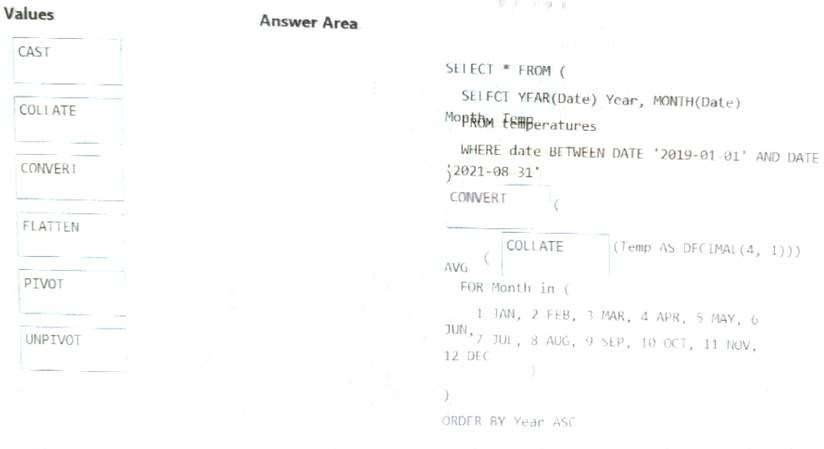 Values
Answer Area
CAST
COLLATE
CONVERT
FLATTEN
PIVOT
UNPIVOT
SELECT * FROM (
SELECT YEAR(Date) Year, MONTH(Date)
Month, Temp
FROM temperatures
WHERE date BETWEEN DATE '2019-01-01' AND DATE
'2021-08-31'
)
CONVERT (
AVG ( COLLATE (Temp AS DECIMAL(4, 1)))
FOR Month in (
1 JAN, 2 FEB, 3 MAR, 4 APR, 5 MAY, 6
JUN,
7 JUL, 8 AUG, 9 SEP, 10 OCT, 11 NOV,
12 DEC
)
)
ORDER BY Year ASC